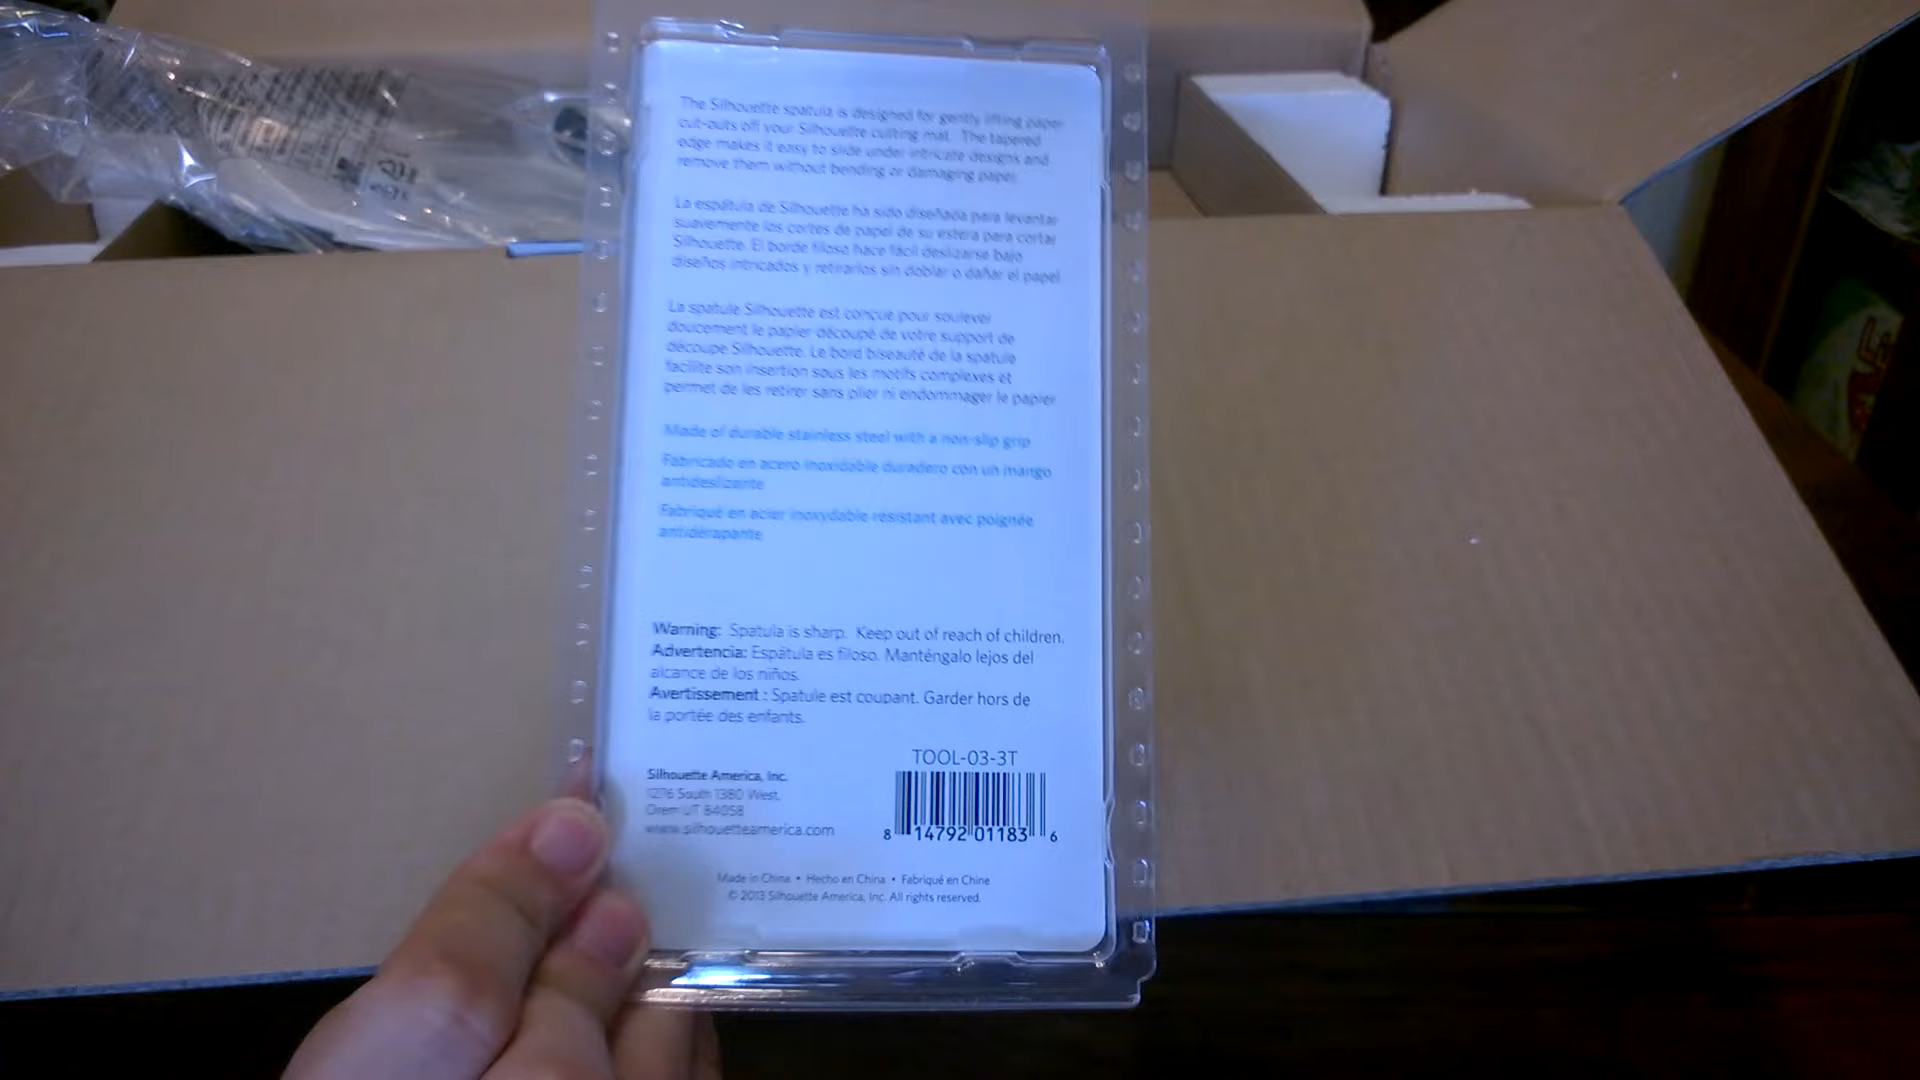 The Silhouette spatula is designed for gently lifting paper
cut-outs off your Silhouette cutting mat. The tapered
edge makes it easy to slide under intricate designs and
remove them without bending or damaging paper.
La espátula de Silhouette ha sido diseñada para levantar
suavemente los cortes de papel de su estera para cortar
Silhouette. El borde filoso hace fácil deslizarse bajo
diseños intricados y retirarlos sin doblar o dañar el papel.
La spatule Silhouette est conçue pour soulever
doucement le papier découpé de votre support de
découpe Silhouette. Le bord biseauté de la spatule
facilite son insertion sous les motifs complexes et
permet de les retirer sans plier ni endommager le papier.
Made of durable stainless steel with a non-slip grip
Fabricado en acero inoxidable duradero con un mango
antideslizante
Fabriqué en acier inoxydable résistant avec poignée
antidérapante
Warning: Spatula is sharp. Keep out of reach of children.
Advertencia: Espátula es filoso. Manténgalo lejos del
alcance de los niños.
Avertissement : Spatule est coupant. Garder hors de
la portée des enfants.
TOOL-03-3T
Silhouette America, Inc.
1276 South 1380 West,
Orem UT 84058
www.silhouetteamerica.com
8 14792 01183 6
Made in China • Hecho en China • Fabriqué en Chine
© 2013 Silhouette America, Inc. All rights reserved.